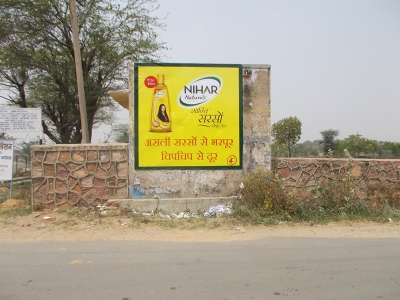 NIHAR
Naturals
शान्ति
सरसों
असली सरसों से भरपूर
चिपचिप से दूर